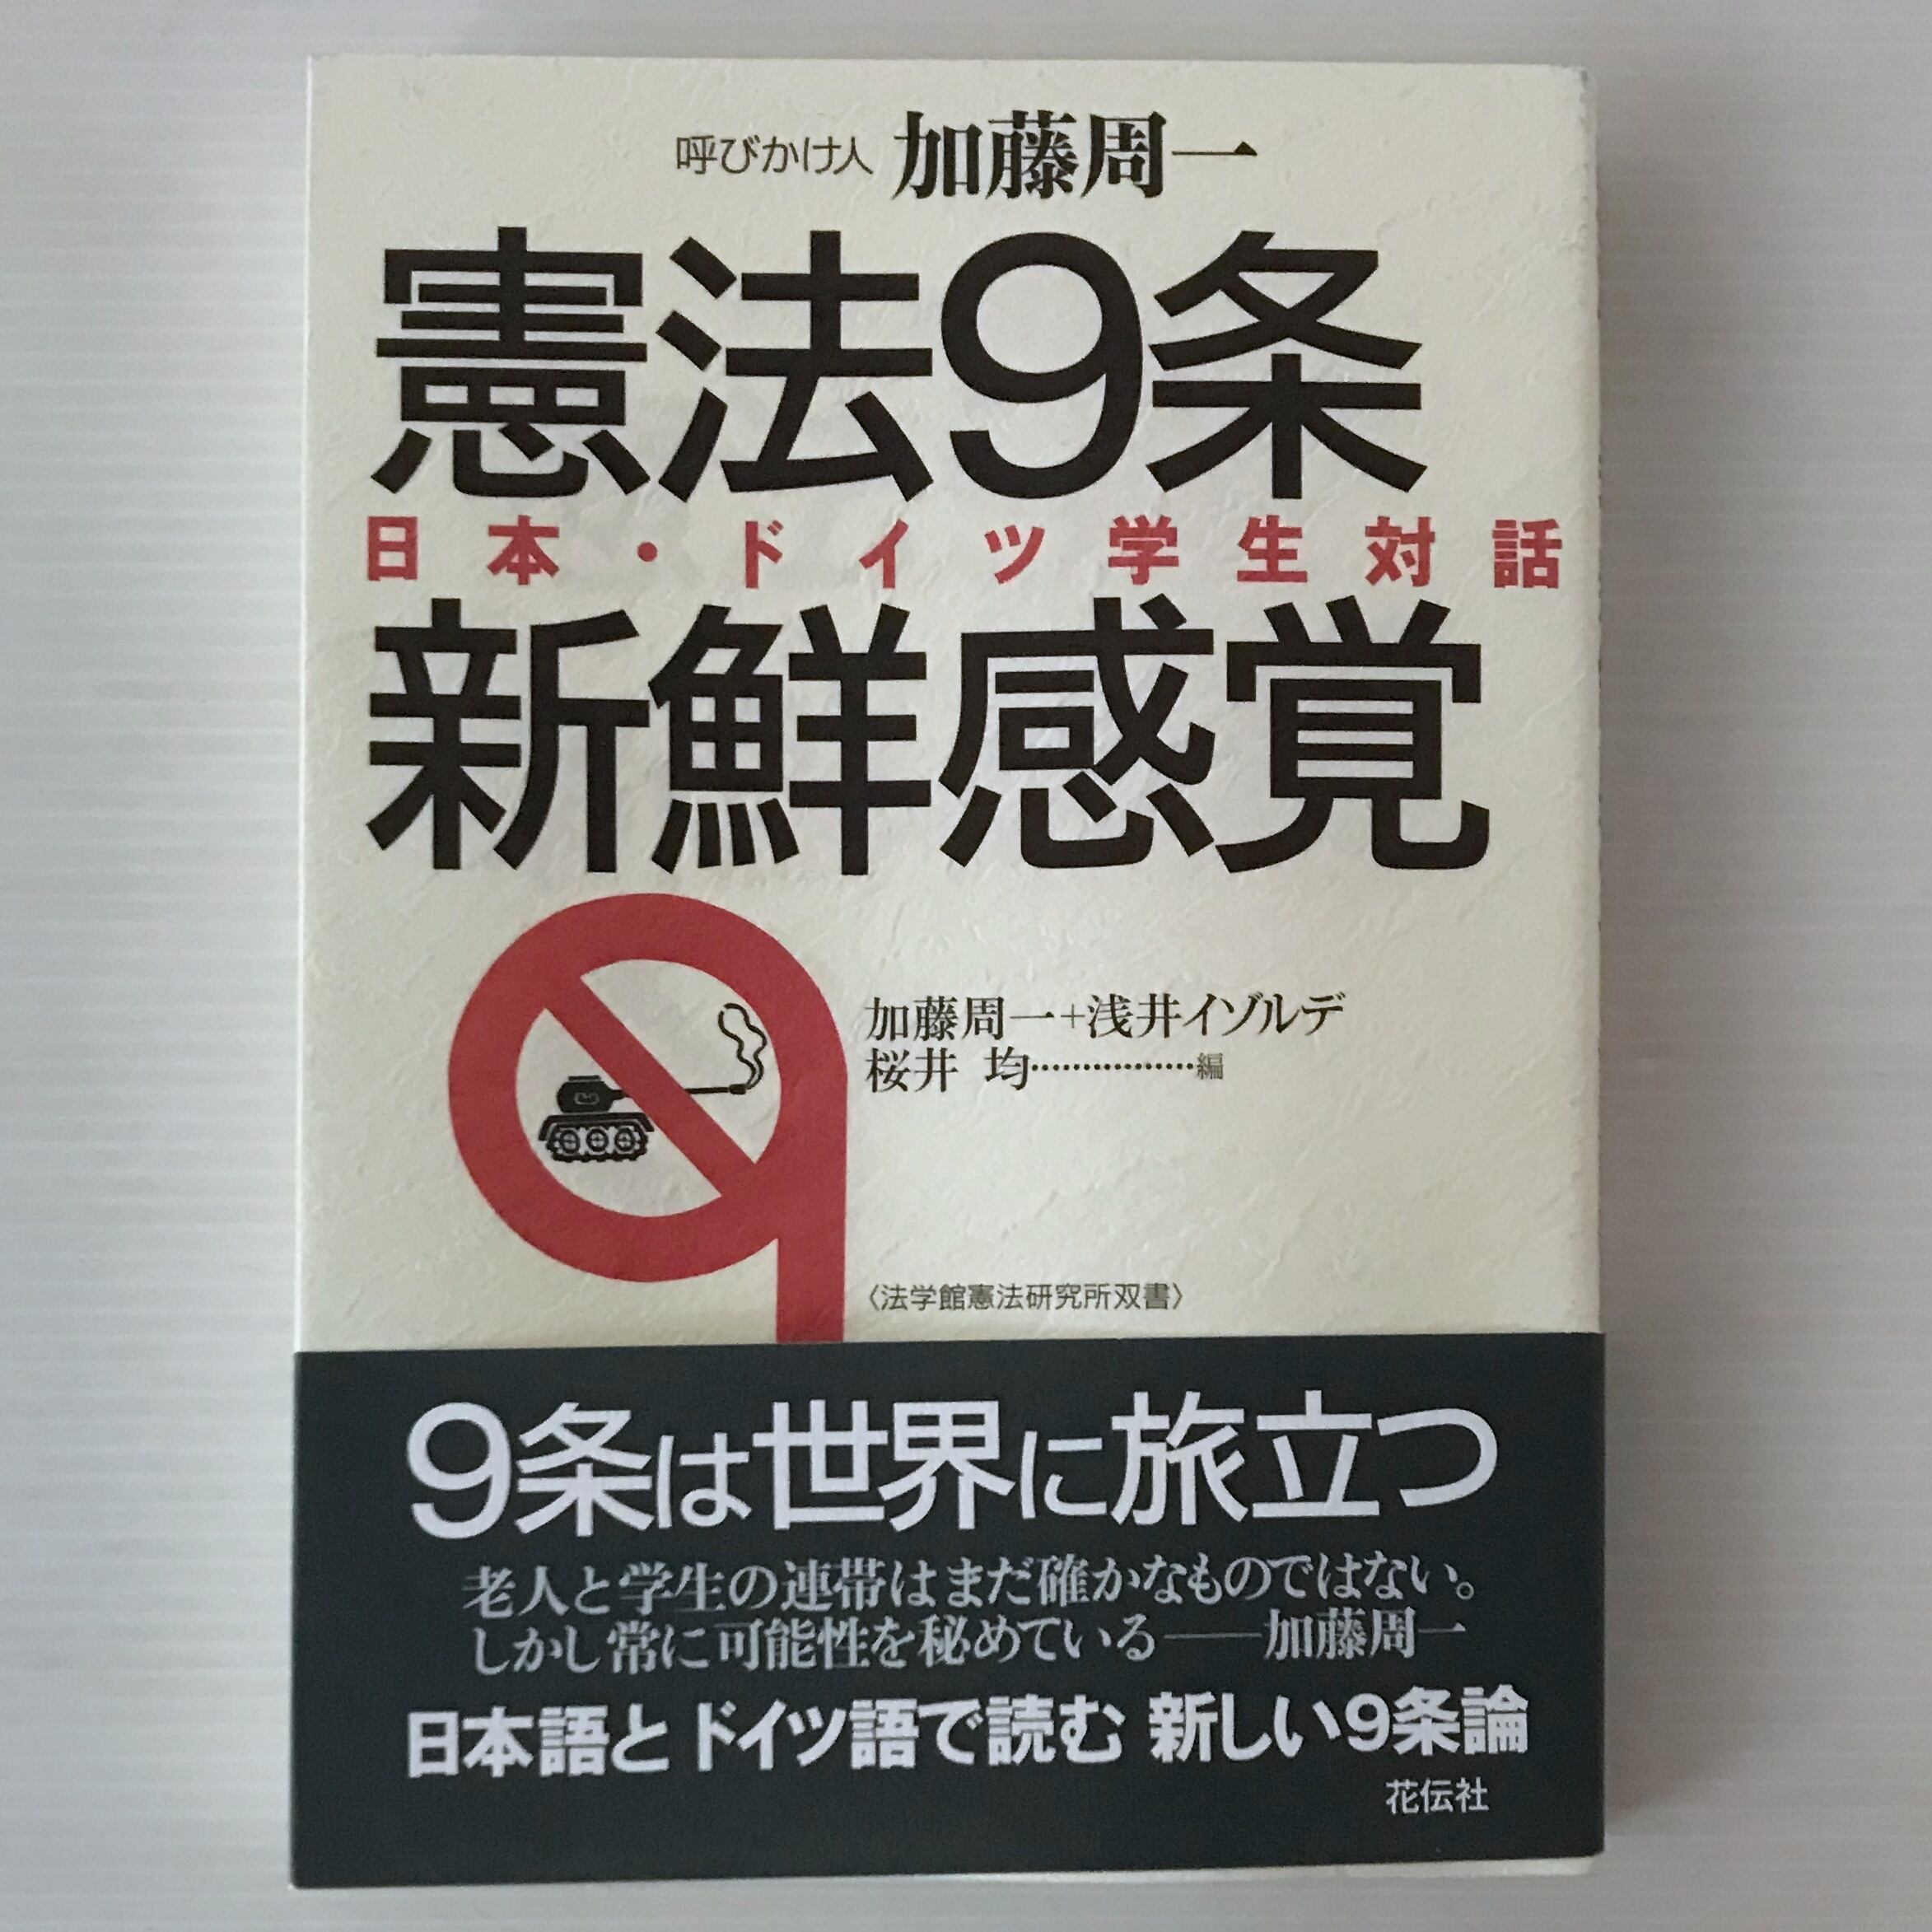 呼びかけ人 加藤周一
憲法9条
日本・ドイツ学生対話
新鮮感覚
加藤周一+浅井イゾルデ
桜井 均………………編
〈法学館憲法研究所双書〉
9条は世界に旅立つ
老人と学生の連帯はまだ確かなものではない。
しかし常に可能性を秘めている——加藤周一
日本語とドイツ語で読む 新しい9条論
花伝社